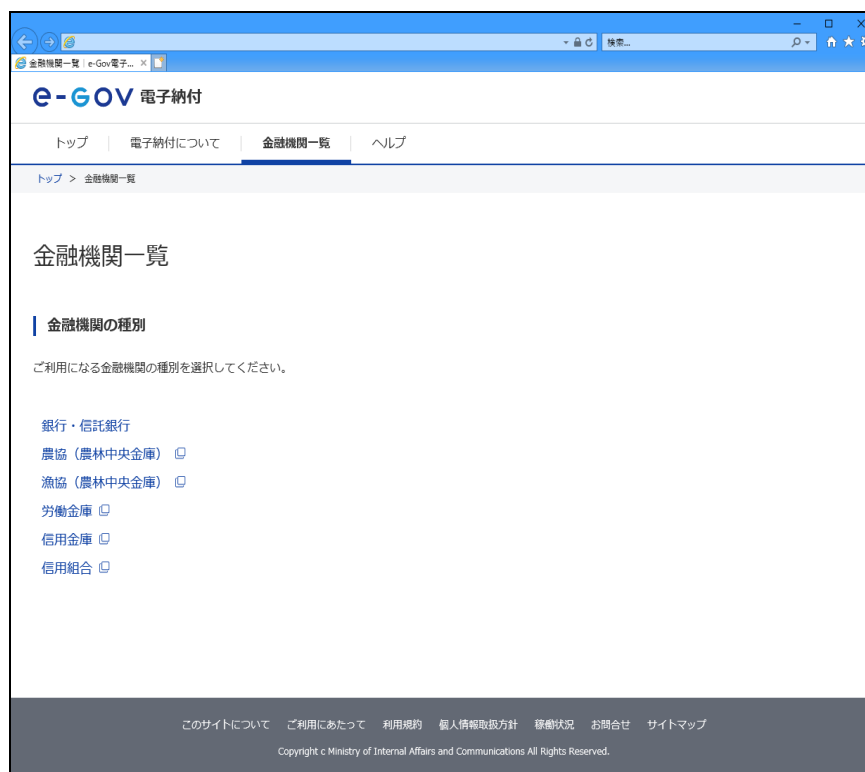 検索...
金融機関一覧 | e-Gov電子...
e-GOV 電子納付
トップ 電子納付について 金融機関一覧 ヘルプ
トップ > 金融機関一覧
金融機関一覧
金融機関の種別
ご利用になる金融機関の種別を選択してください。
銀行・信託銀行
農協（農林中央金庫）
漁協（農林中央金庫）
労働金庫
信用金庫
信用組合
このサイトについて ご利用にあたって 利用規約 個人情報取扱方針 稼働状況 お問合せ サイトマップ
Copyright c Ministry of Internal Affairs and Communications All Rights Reserved.